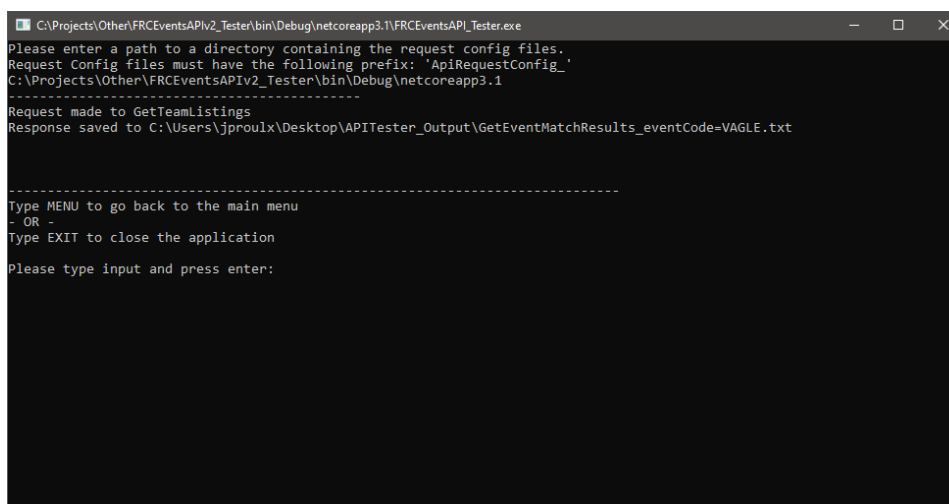 C:\Projects\Other\FRCEventsAPIv2_Tester\bin\Debug\netcoreapp3.1\FRCEventsAPI_Tester.exe
Please enter a path to a directory containing the request config files.
Request Config files must have the following prefix: 'ApiRequestConfig_'
C:\Projects\Other\FRCEventsAPIv2_Tester\bin\Debug\netcoreapp3.1
---------------------------------------------
Request made to GetTeamListings
Response saved to C:\Users\jproulx\Desktop\APITester_Output\GetEventMatchResults_eventCode=VAGLE.txt
------------------------------------------------------------------------------
Type MENU to go back to the main menu
- OR -
Type EXIT to close the application
Please type input and press enter: